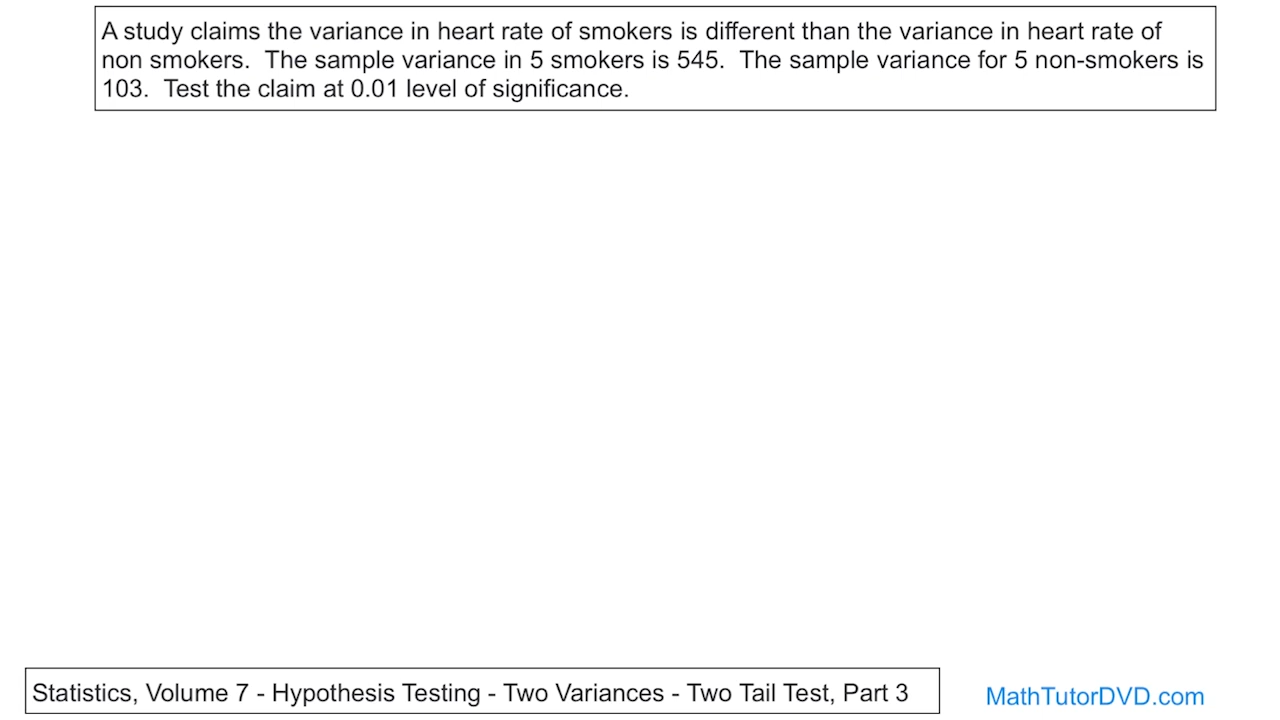 A study claims the variance in heart rate of smokers is different than the variance in heart rate of
non smokers.  The sample variance in 5 smokers is 545.  The sample variance for 5 non-smokers is
103.  Test the claim at 0.01 level of significance.
Statistics, Volume 7 - Hypothesis Testing - Two Variances - Two Tail Test, Part 3
MathTutorDVD.com